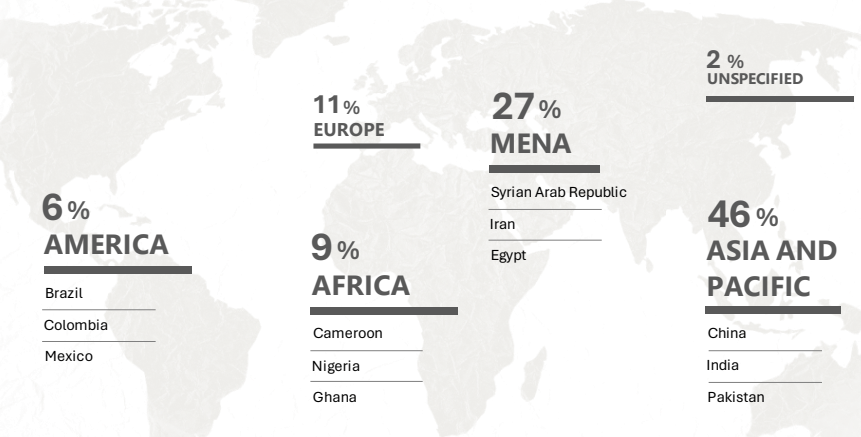 6 %
AMERICA
Brazil
Colombia
Mexico
11 %
EUROPE
9 %
AFRICA
Cameroon
Nigeria
Ghana
27 %
MENA
Syrian Arab Republic
Iran
Egypt
2 %
UNSPECIFIED
46 %
ASIA AND
PACIFIC
China
India
Pakistan